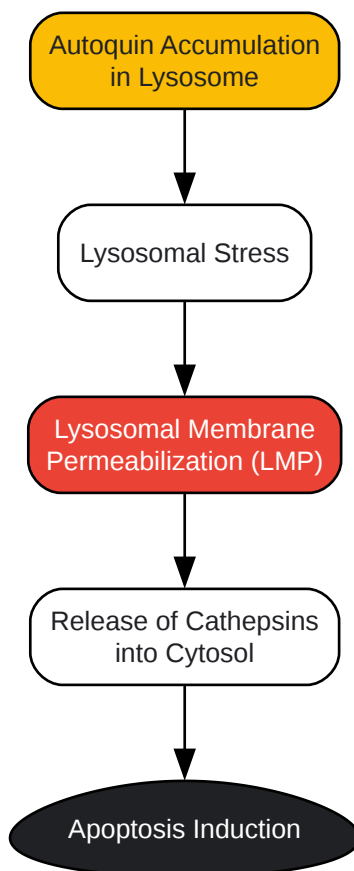 Autoquin Accumulation
in Lysosome
Lysosomal Stress
Lysosomal Membrane
Permeabilization (LMP)
Release of Cathepsins
into Cytosol
Apoptosis Induction